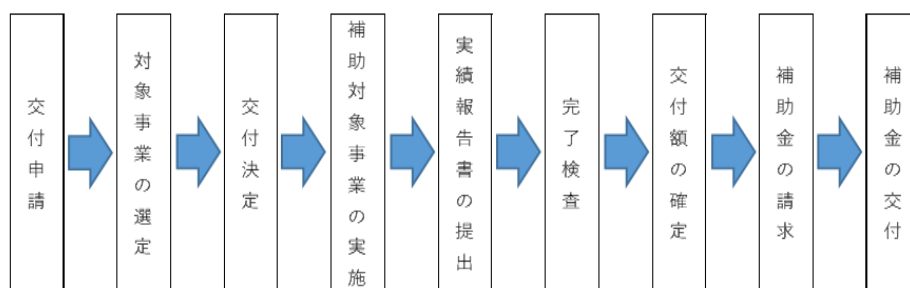 交付申請
対象事業の選定
交付決定
補助対象事業の実施
実績報告書の提出
完了検査
交付額の確定
補助金の請求
補助金の交付